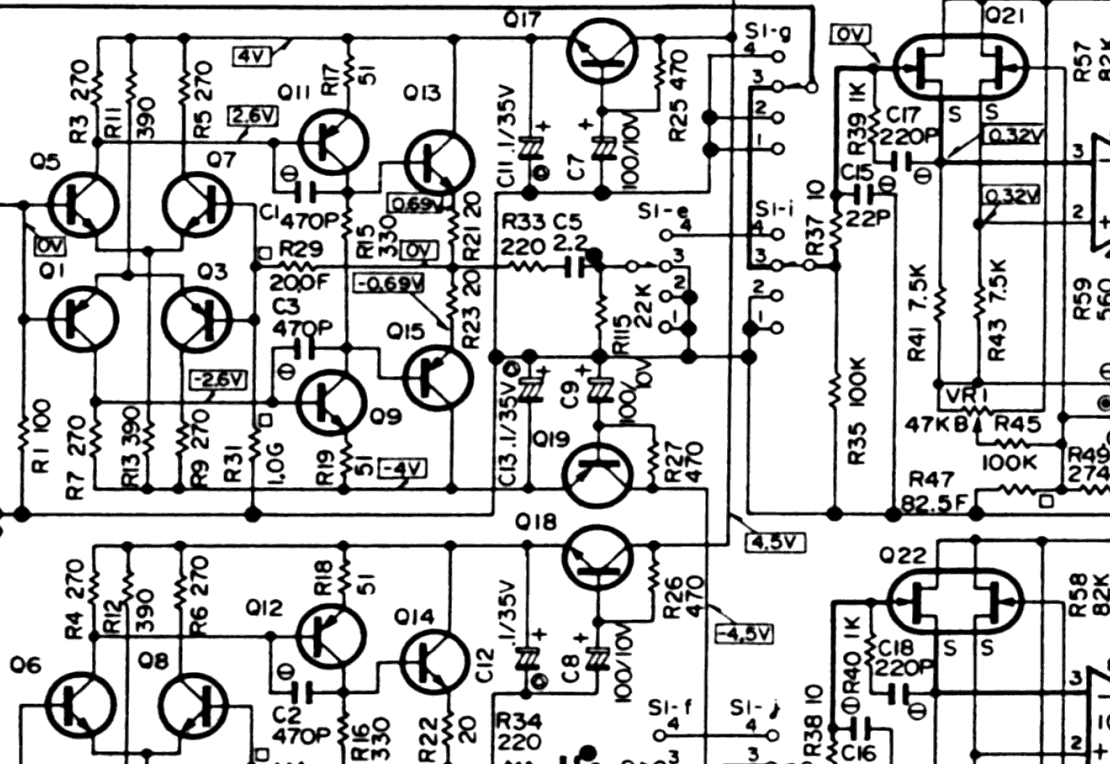 Q17
S1-g
4
3
2
1
0V
Q21
R57
82K
4V
R3 270
R11
390
R5 270
R17
51
Q11
Q13
2.6V
R25 470
R39 1K
C17
220P
S
S
0.32V
3
Q5
Q7
C11 .1/35V
+
C7
+
100/10V
C15
22P
R37 10
0.32V
2
+
C1
470P
R15
330
0.69V
R21 20
R33
220
C5
2.2
S1-e
4
3
2
1
S1-i
4
3
2
1
0V
R29
200F
0V
-0.69V
Q1
Q3
C3
470P
R23 20
R115
22K
R41 7.5K
R43 7.5K
R59
560
Q15
-2.6V
Q9
C13 .1/35V
+
C9
+
100/
10V
R35 100K
VR1
47KB
R45
100K
R1 100
R7 270
R13 390
R9 270
R31
1.0G
R19
51
-4V
Q19
R27
470
R47
82.5F
R49
274
Q18
4.5V
Q22
R58
82K
R4 270
R12
390
R6 270
R18
51
Q12
Q14
.1/35V
C12
+
C8
+
100/10V
R26
470
-4.5V
R40 1K
C18
220P
S
S
3
Q6
Q8
C2
470P
R16
330
R22
20
R34
220
S1-f
4
3
S1-j
4
3
R38 10
C16
2
+